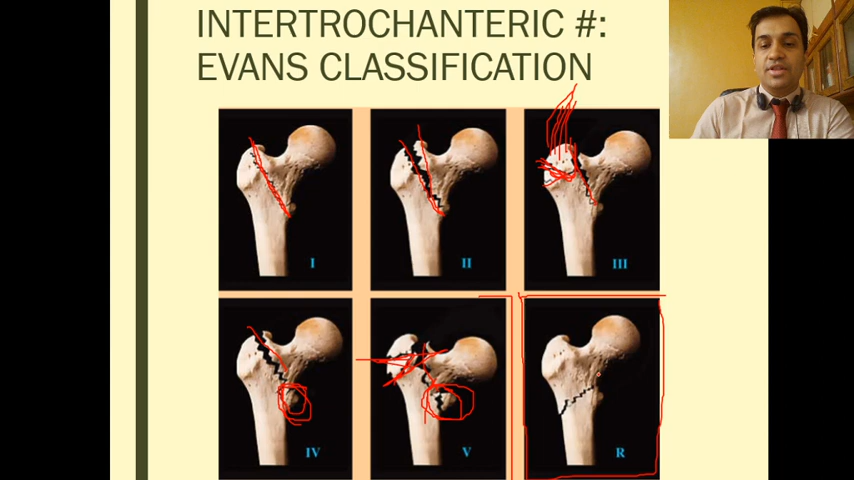 INTERTROCHANTERIC #:
EVANS CLASSIFICATION
I
II
III
IV
V
R